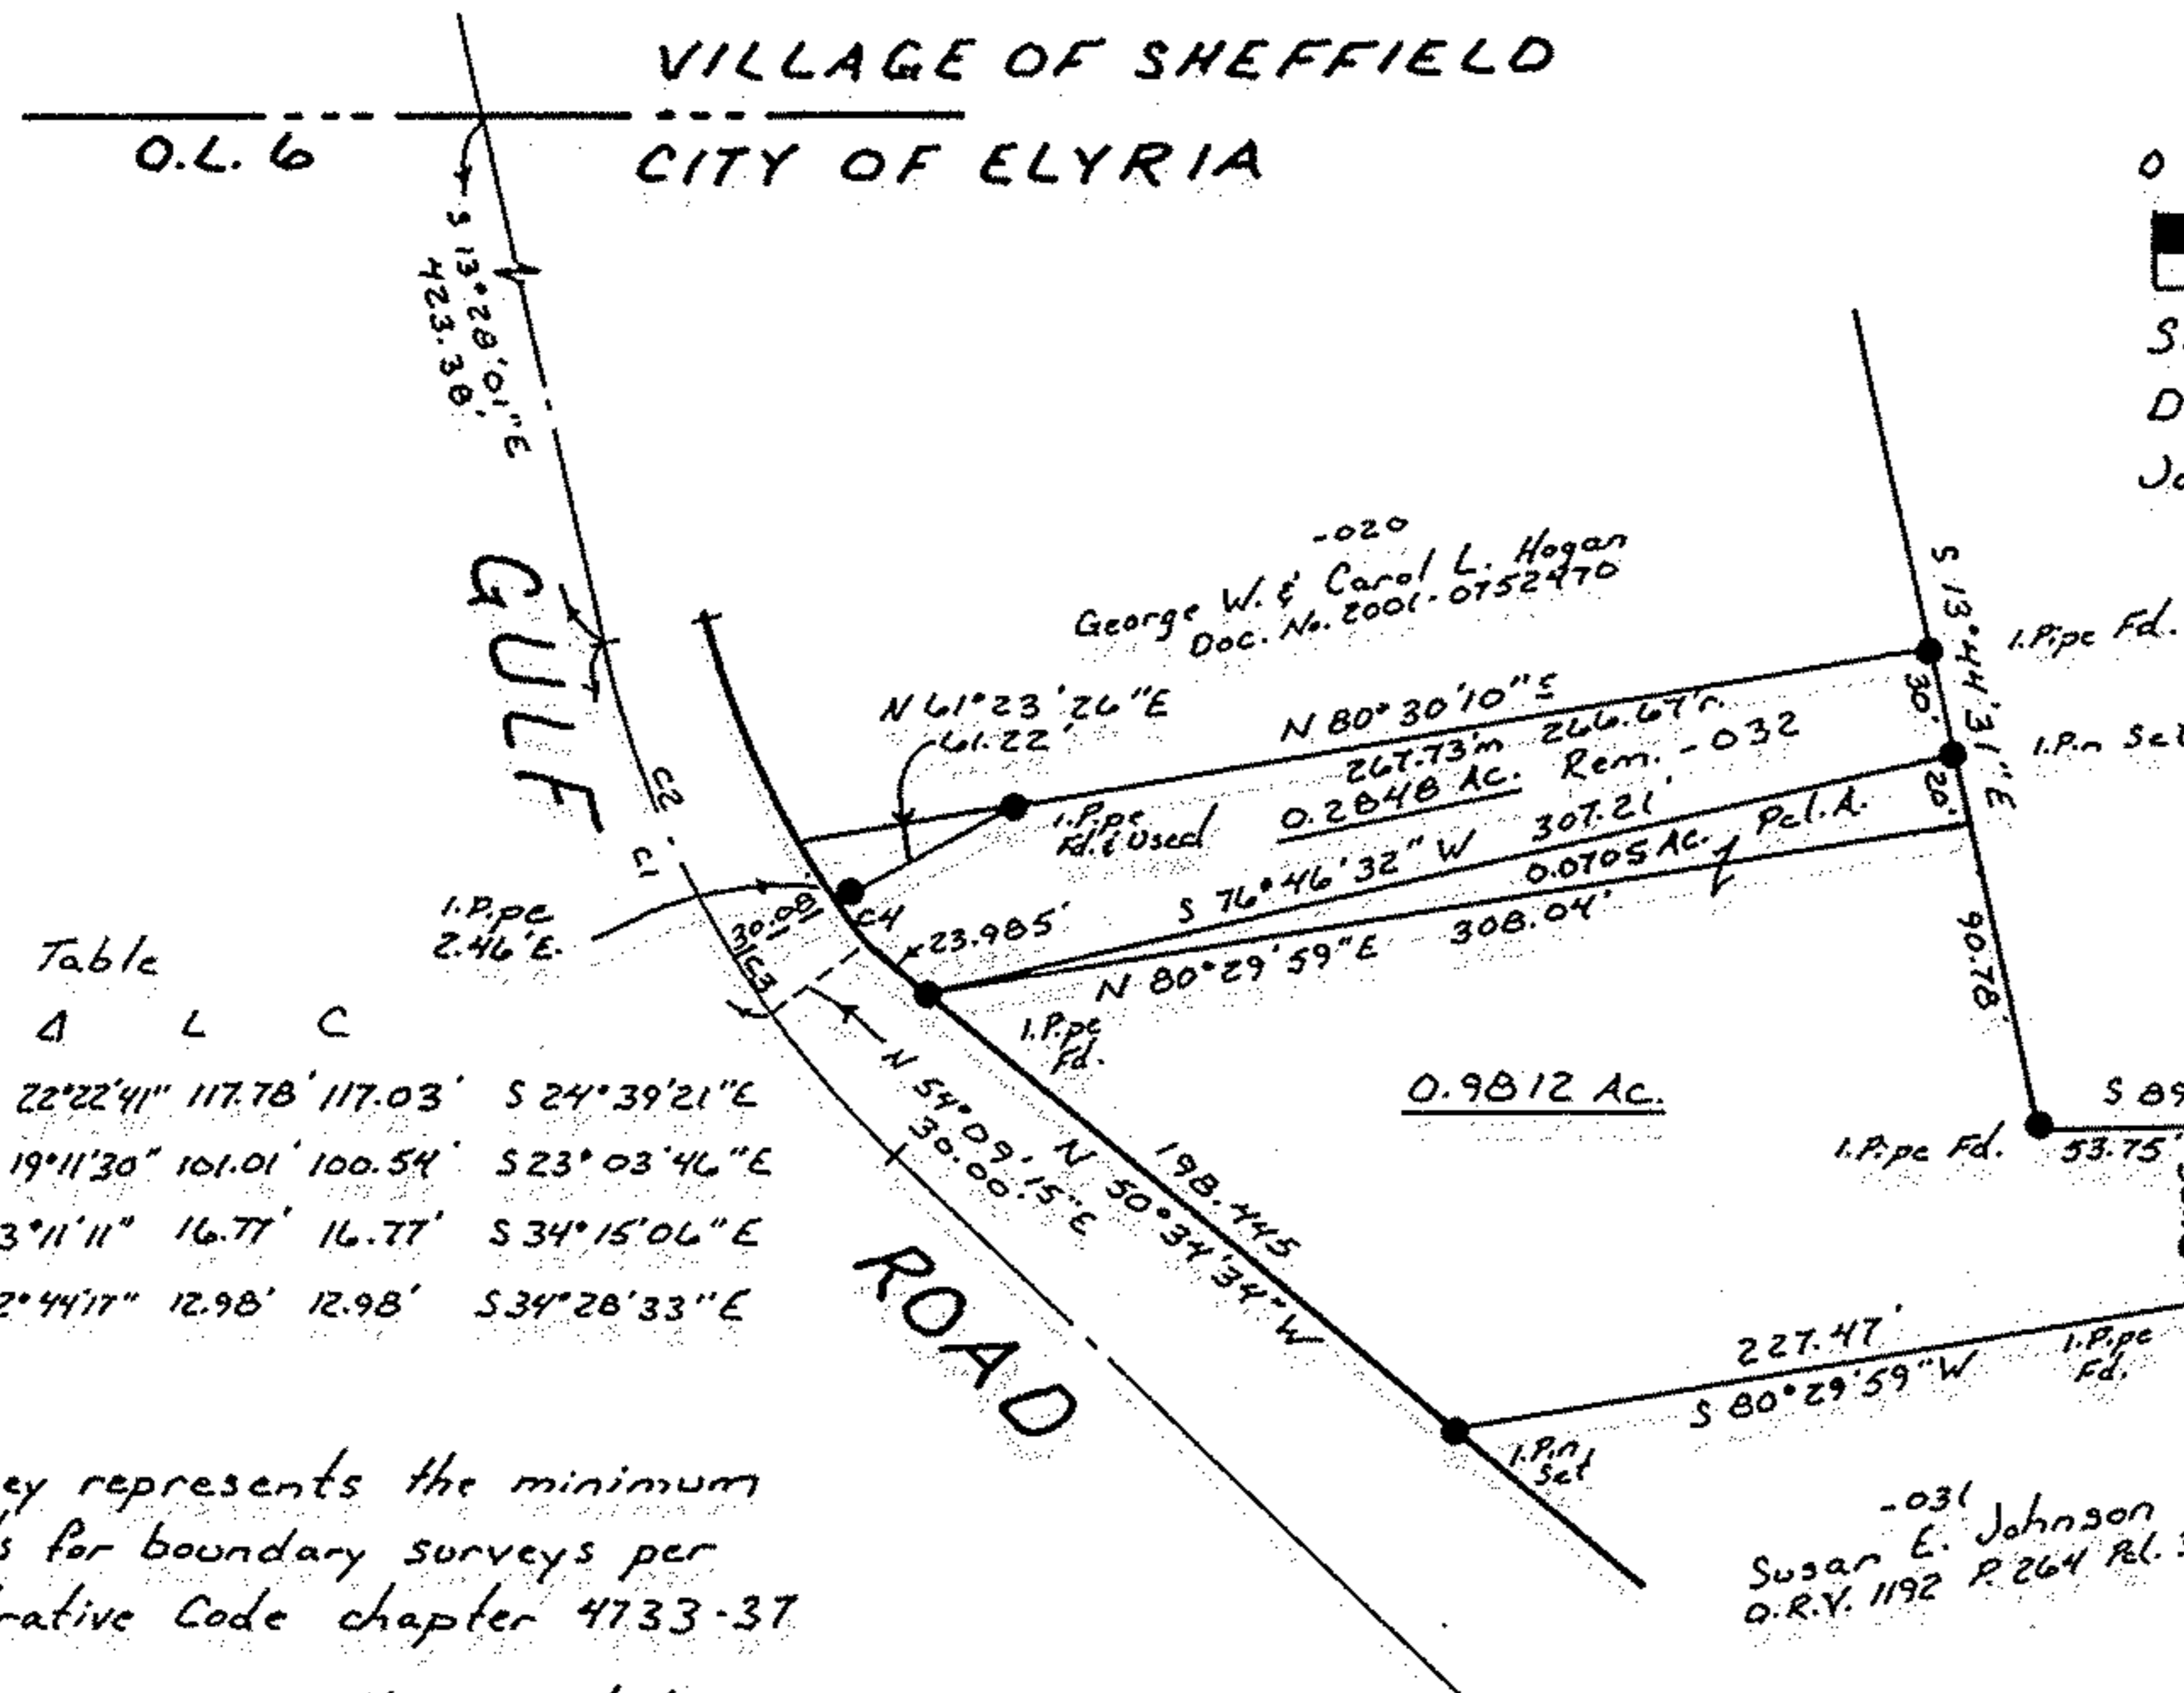 VILLAGE OF SHEFFIELD
O.L. 6
CITY OF ELYRIA
0
S 13°28'01"E
423.38'
S.
D
Jo
GULF
ROAD
-020
George W. & Carol L. Hogan
Doc. No. 2001-0752470
S 13°44'31"E
I.Pipe Fd.
30'
I.Pin Set
20'
90.78'
N 61°23'26"E
61.22'
N 80°30'10"E
267.73'm 266.67'r.
0.2848 Ac. Rem. -032
I.Pipe
Fd. & Used
S 76°46'32"W 307.21'
0.0705 Ac. Pcl. A.
N 80°29'59"E 308.04'
C2
C1
C3
C4
30.00'
I.Pipe
2.46'E.
23.985'
I.Pipe
Fd.
N 54°09'15"E
30.00'
198.445
N 50°34'34"W
0.9812 Ac.
S 89
I.Pipe Fd.
53.75'
Table
Δ L C
22°22'41" 117.78' 117.03' S 24°39'21"E
19°11'30" 101.01' 100.54' S 23°03'46"E
3°11'11" 16.77' 16.77' S 34°15'06"E
2°44'17" 12.98' 12.98' S 34°28'33"E
227.47'
S 80°29'59"W
I.Pipe
Fd.
I.Pin
Set
-031
Susan E. Johnson
O.R.V. 1192 P. 264 Pcl.
ey represents the minimum
s for boundary surveys per
rative Code chapter 4733-37